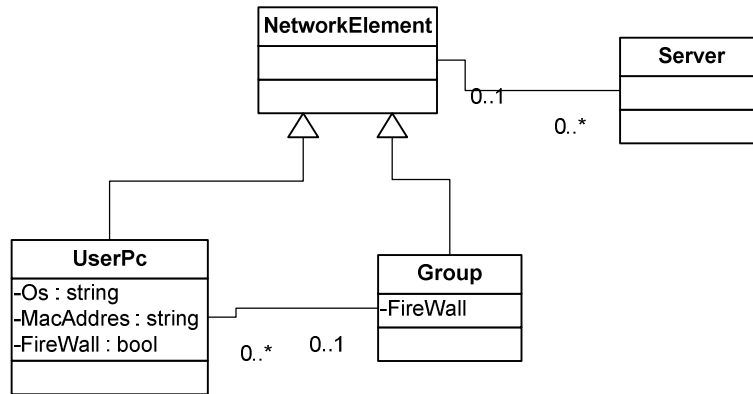 NetworkElement
Server
0..1
0..*
UserPc
-Os : string
-MacAddres : string
-FireWall : bool
Group
-FireWall
0..*
0..1